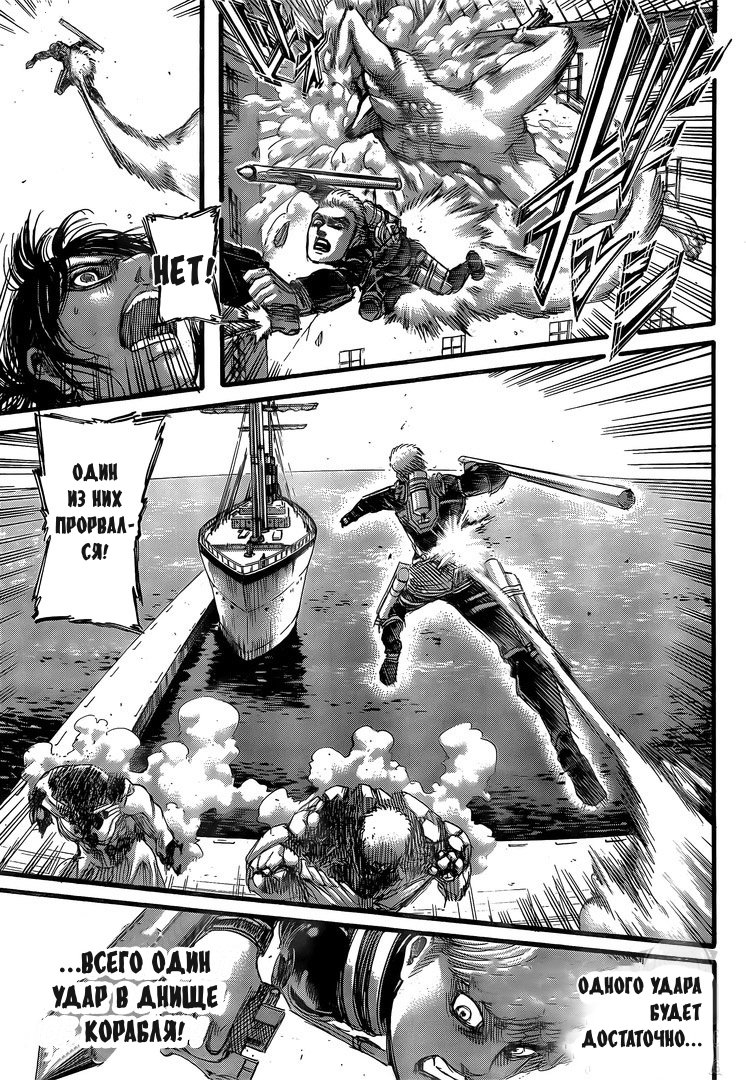 НЕТ!
ОДИН
ИЗ НИХ
ПРОРВАЛ-
СЯ!
ОДНОГО УДАРА
БУДЕТ
ДОСТАТОЧНО...
...ВСЕГО ОДИН
УДАР В ДНИЩЕ
КОРАБЛЯ!